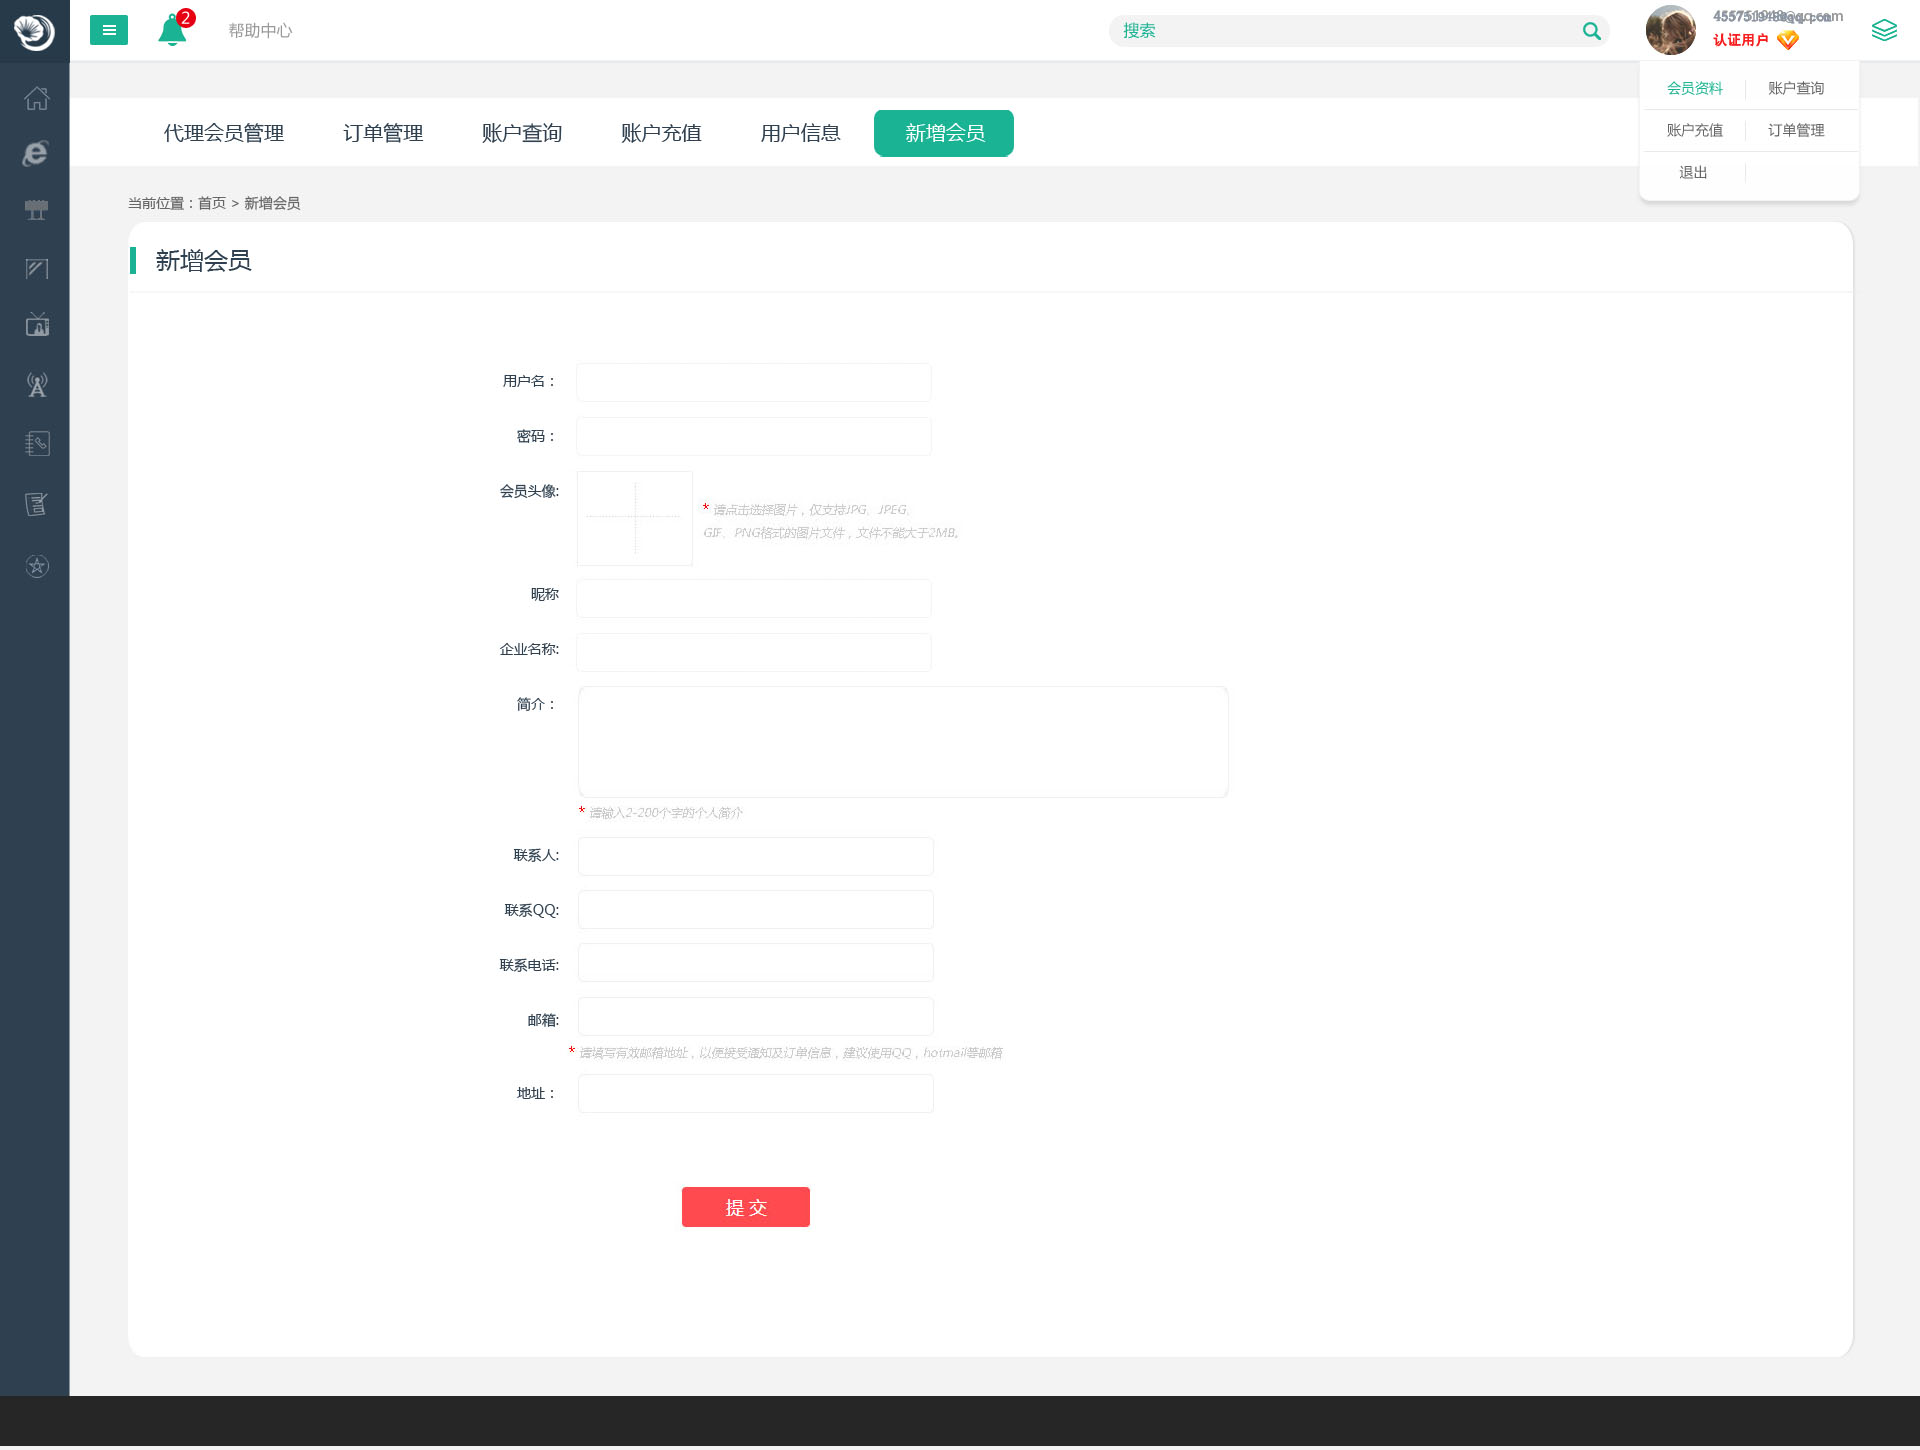 2
帮助中心
搜索
认证用户
会员资料 账户查询
账户充值 订单管理
退出
代理会员管理 订单管理 账户查询 账户充值 用户信息 新增会员
当前位置：首页 > 新增会员
新增会员
用户名：
密码：
会员头像:
* 请点击选择图片，仅支持JPG、JPEG、
GIF、PNG格式的图片文件，文件不能大于2MB。
昵称
企业名称:
简介：
* 请输入2-200个字的个人简介
联系人:
联系QQ:
联系电话:
邮箱:
* 请填写有效邮箱地址，以便接受通知及订单信息，建议使用QQ，hotmail等邮箱
地址：
提 交